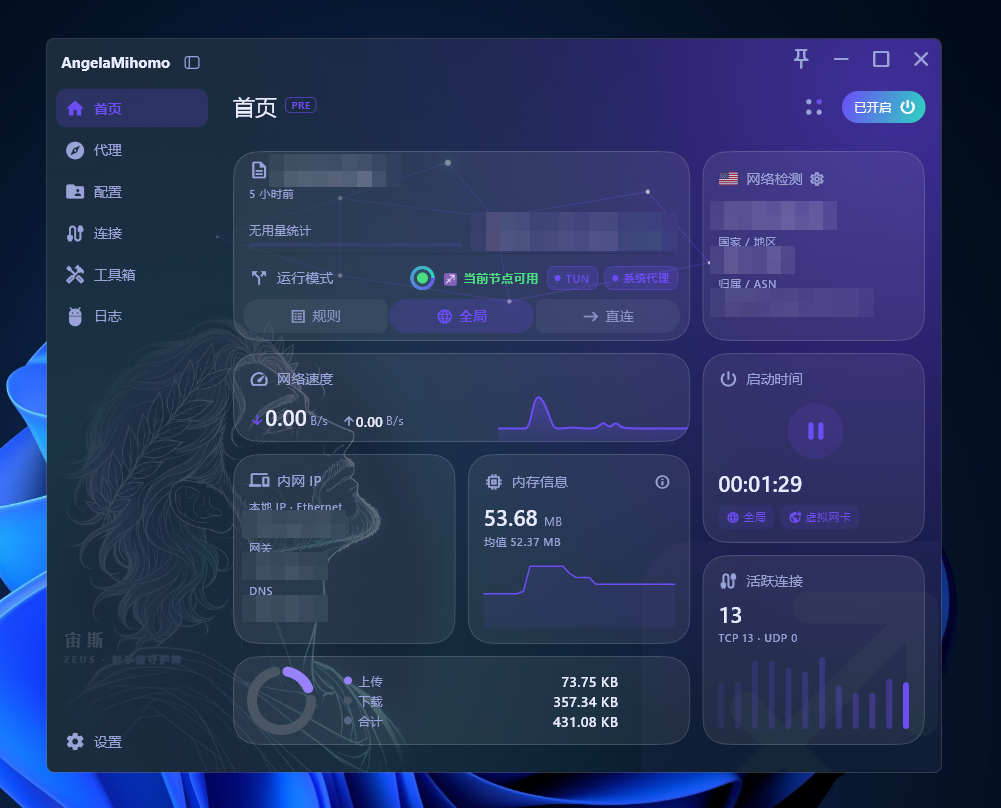 AngelaMihomo
首页
代理
配置
连接
工具箱
日志
设置
宙斯
首页 PRE
已开启
5 小时前
无用量统计
运行模式
当前节点可用
TUN
系统代理
规则
全局
直连
网络检测
国家 / 地区
归属 / ASN
网络速度
0.00 B/s
0.00 B/s
启动时间
00:01:29
全局
虚拟网卡
内网 IP
本地 IP · Ethernet
网关
DNS
内存信息
53.68 MB
均值 52.37 MB
活跃连接
13
TCP 13 · UDP 0
上传 73.75 KB
下载 357.34 KB
合计 431.08 KB